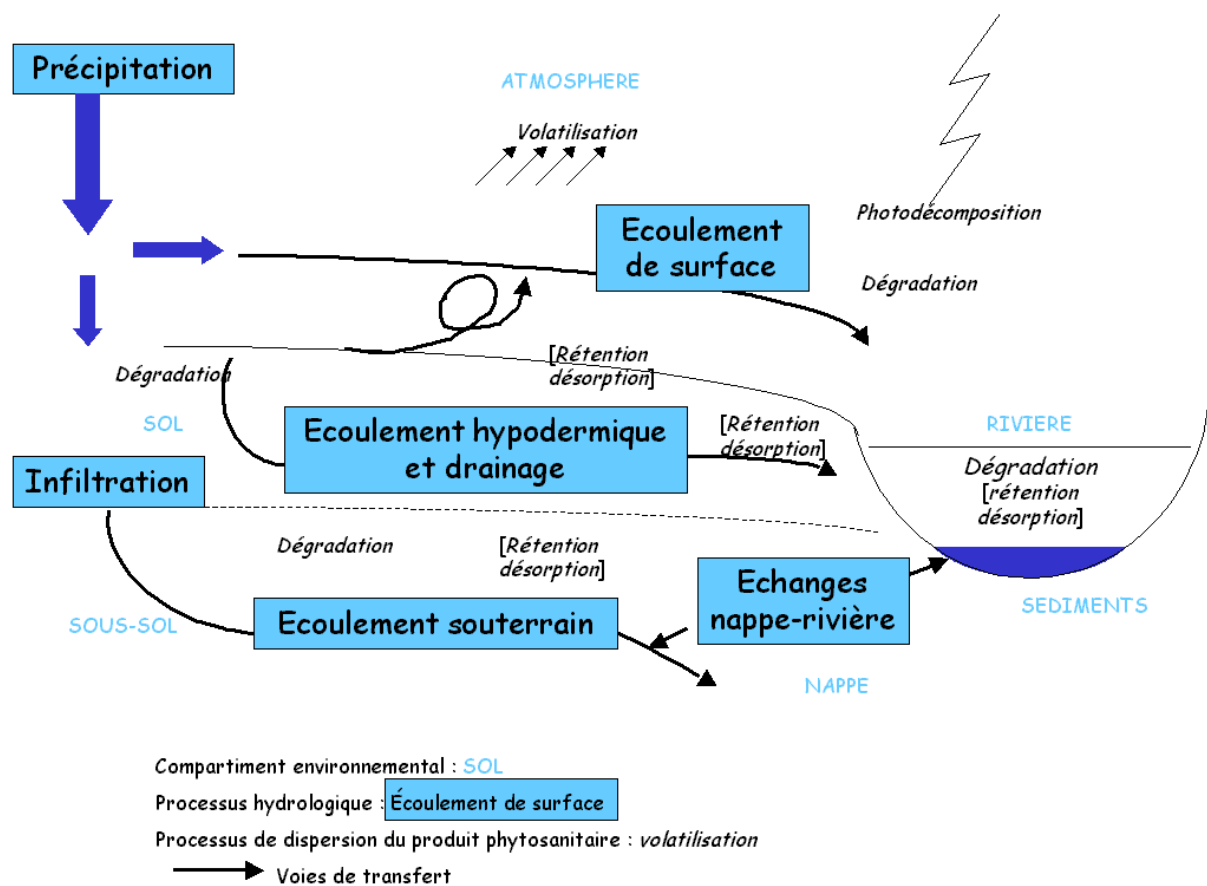 Précipitation
ATMOSPHERE
Volatilisation
Photodécomposition
Ecoulement
de surface
Dégradation
[Rétention
désorption]
Dégradation
SOL
Ecoulement hypodermique
et drainage
[Rétention
désorption]
RIVIERE
Dégradation
[rétention
désorption]
Infiltration
Dégradation
[Rétention
désorption]
Echanges
nappe-rivière
SEDIMENTS
SOUS-SOL
Ecoulement souterrain
NAPPE
Compartiment environnemental : SOL
Processus hydrologique : Écoulement de surface
Processus de dispersion du produit phytosanitaire : volatilisation
Voies de transfert